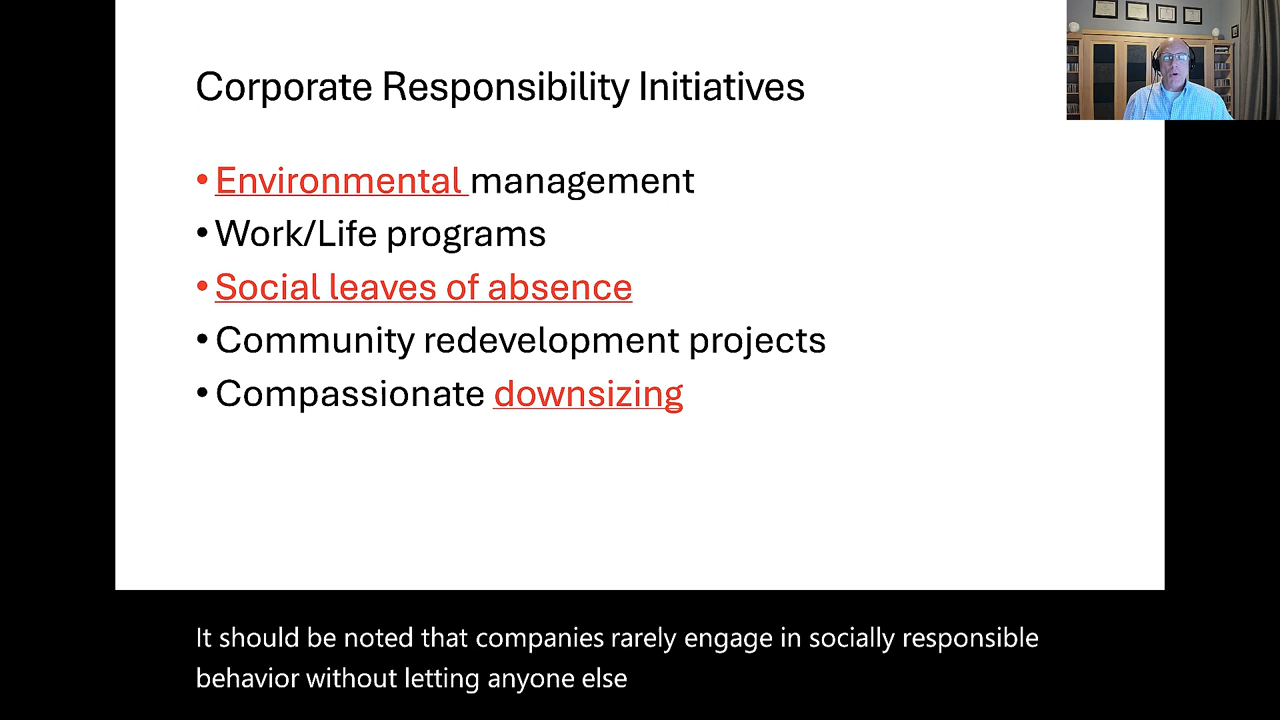 Corporate Responsibility Initiatives
• Environmental management
• Work/Life programs
• Social leaves of absence
• Community redevelopment projects
• Compassionate downsizing
It should be noted that companies rarely engage in socially responsible
behavior without letting anyone else